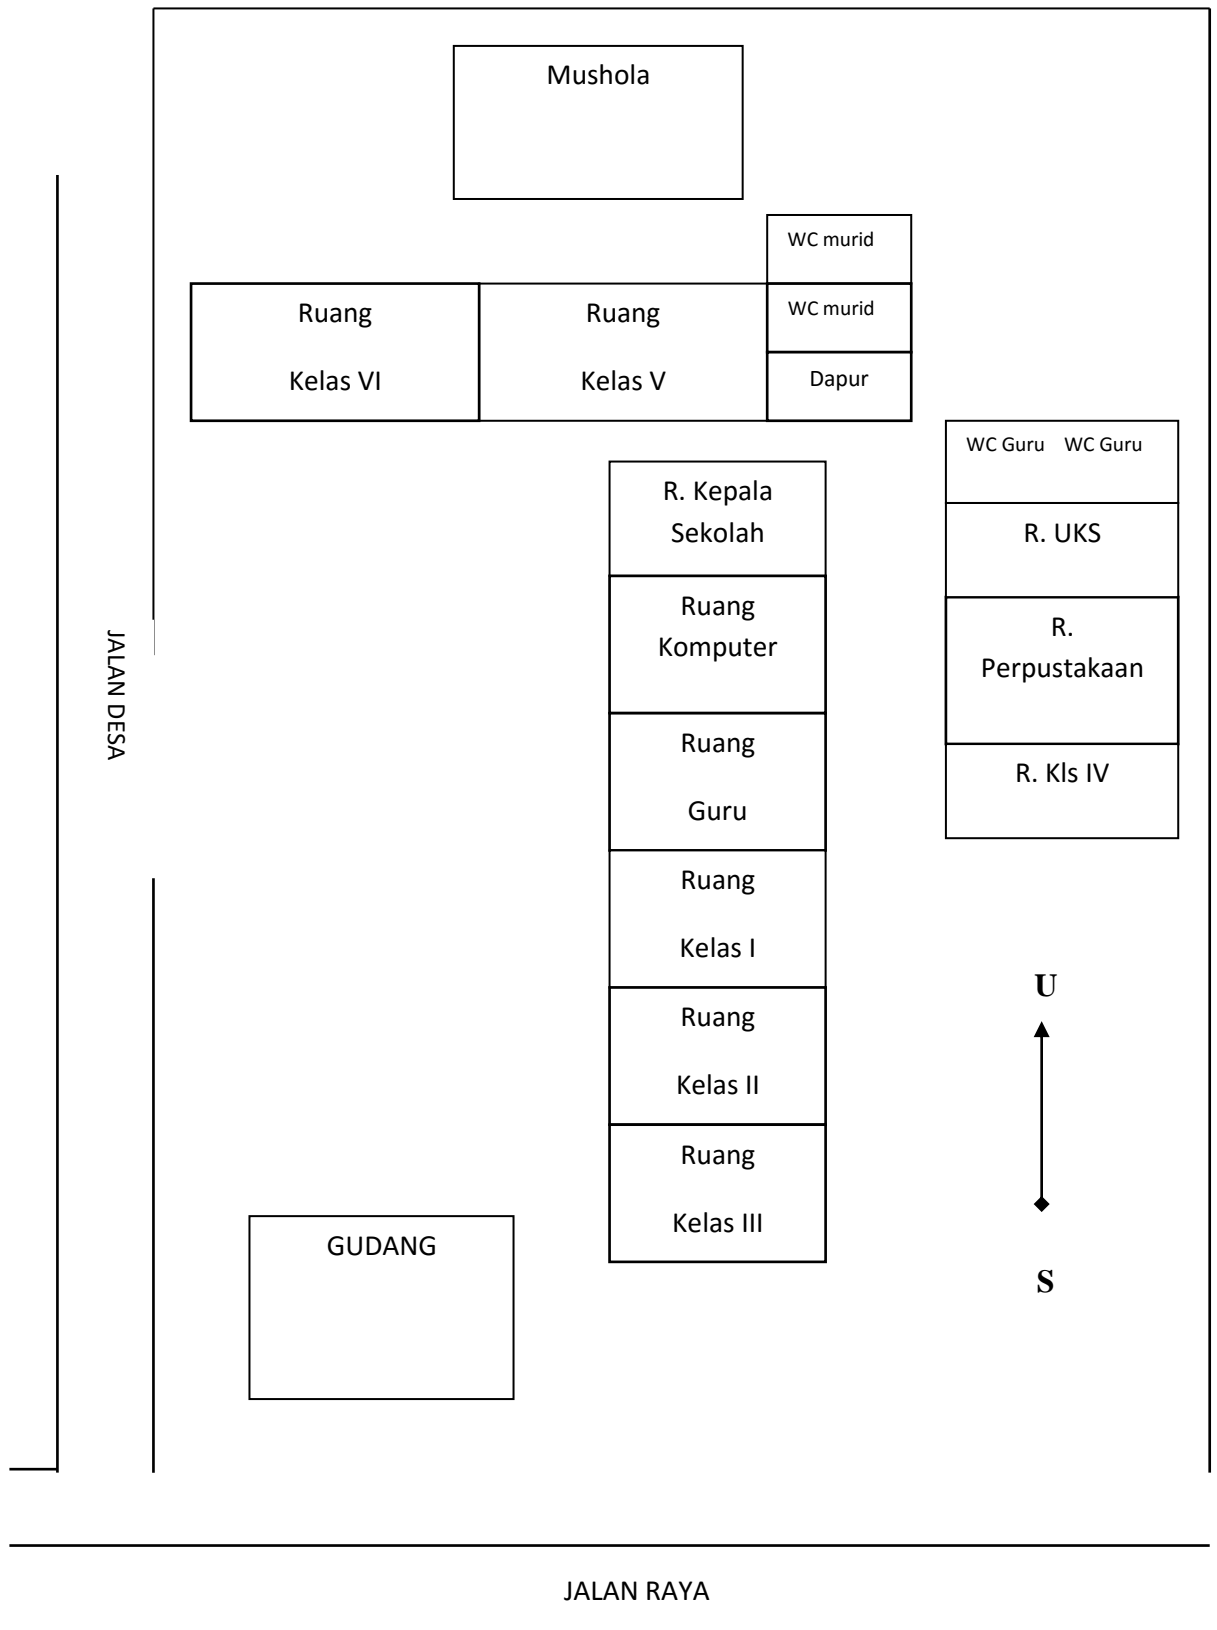 Mushola
WC murid
Ruang
Kelas VI
Ruang
Kelas V
WC murid
Dapur
WC Guru WC Guru
R. Kepala
Sekolah
R. UKS
Ruang
Komputer
R.
Perpustakaan
JALAN DESA
Ruang
Guru
R. Kls IV
Ruang
Kelas I
Ruang
Kelas II
U
S
Ruang
Kelas III
GUDANG
JALAN RAYA